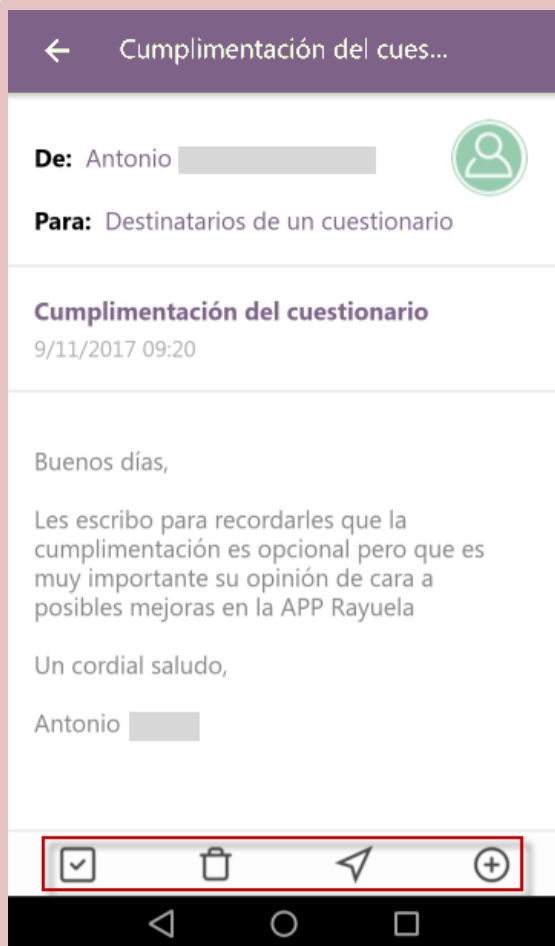 Cumplimentación del cues...
De: Antonio
Para: Destinatarios de un cuestionario
Cumplimentación del cuestionario
9/11/2017 09:20
Buenos días,
Les escribo para recordarles que la
cumplimentación es opcional pero que es
muy importante su opinión de cara a
posibles mejoras en la APP Rayuela
Un cordial saludo,
Antonio